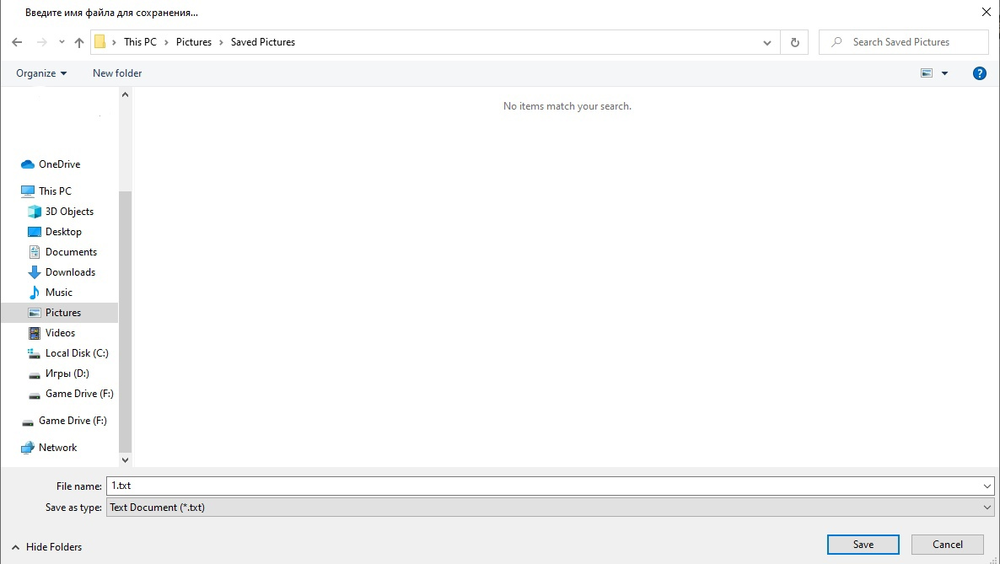 Введите имя файла для сохранения...
This PC > Pictures > Saved Pictures
Search Saved Pictures
Organize
New folder
?
No items match your search.
OneDrive
This PC
3D Objects
Desktop
Documents
Downloads
Music
Pictures
Videos
Local Disk (C:)
Игры (D:)
Game Drive (F:)
Game Drive (F:)
Network
File name: 1.txt
Save as type: Text Document (*.txt)
Hide Folders
Save
Cancel